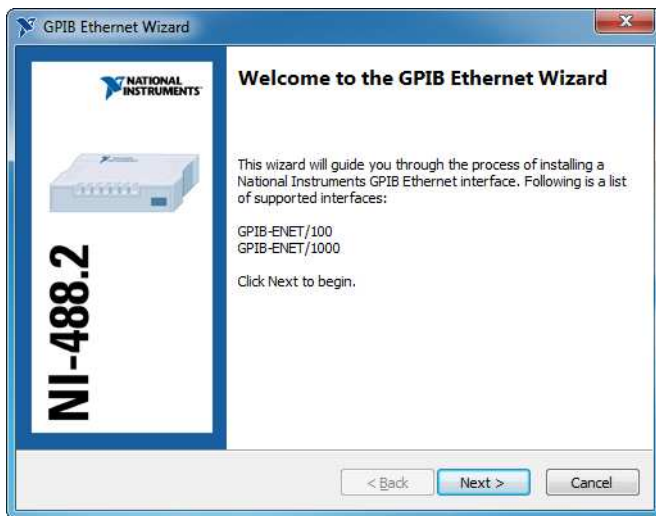 GPIB Ethernet Wizard
NATIONAL
INSTRUMENTS
NI-488.2
Welcome to the GPIB Ethernet Wizard
This wizard will guide you through the process of installing a
National Instruments GPIB Ethernet interface. Following is a list
of supported interfaces:
GPIB-ENET/100
GPIB-ENET/1000
Click Next to begin.
< Back
Next >
Cancel